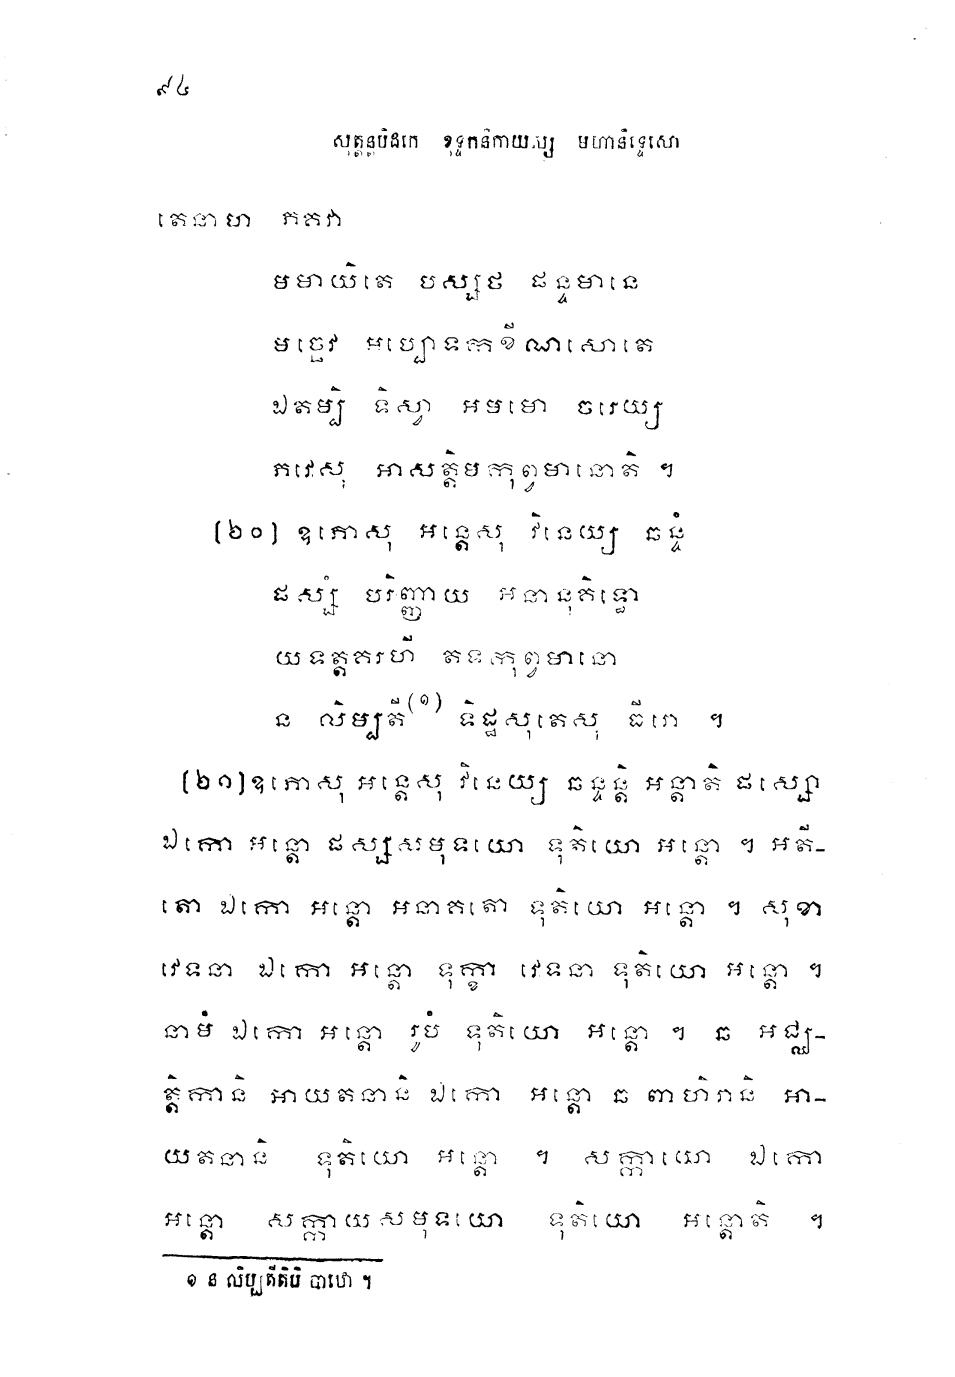 ៩៤
សុត្តន្តបិដកេ ខុទ្ទកនិកាយស្ស មហានិទ្ទេសោ
តេនាហ ភគវា
មមាយិតេ បស្សថ ផន្ទមានេ
មច្ឆេវ អប្បោទកេ ខីណសោតេ
ឯតម្បិ ទិស្វា អមមោ ចរេយ្យ
ភវេសុ អាសត្តិមកុព្វមានោតិ ។
(២០) ឧភោសុ អន្តេសុ វិនេយ្យ ឆន្ទំ
ផស្សំ បរិញ្ញាយ អនានុគិទ្ធោ
យទត្តគរហី តទកុព្វមានោ
ន លិម្បតី(១) ទិដ្ឋសុតេសុ ធីរោ ។
(២១) ឧភោសុ អន្តេសុ វិនេយ្យ ឆន្ទន្តិ អន្តាតិ ផស្សោ
ឯកោ អន្តោ ផស្សសមុទយោ ទុតិយោ អន្តោ ។ អតី-
តោ ឯកោ អន្តោ អនាគតោ ទុតិយោ អន្តោ ។ សុខា
វេទនា ឯកោ អន្តោ ទុក្ខា វេទនា ទុតិយោ អន្តោ ។
នាមំ ឯកោ អន្តោ រូបំ ទុតិយោ អន្តោ ។ ឆ អជ្ឈ-
ត្តិកានិ អាយតនានិ ឯកោ អន្តោ ឆ ពាហិរានិ អា-
យតនានិ ទុតិយោ អន្តោ ។ សក្កាយោ ឯកោ
អន្តោ សក្កាយសមុទយោ ទុតិយោ អន្តោតិ ។
១ ន លិប្បតីតិបិ បាឋោ ។